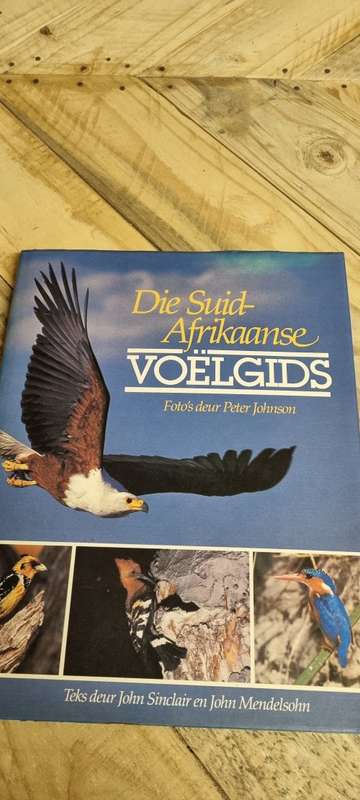 Die Suid-
Afrikaanse
VOËLGIDS
Foto's deur Peter Johnson
Teks deur John Sinclair en John Mendelsohn